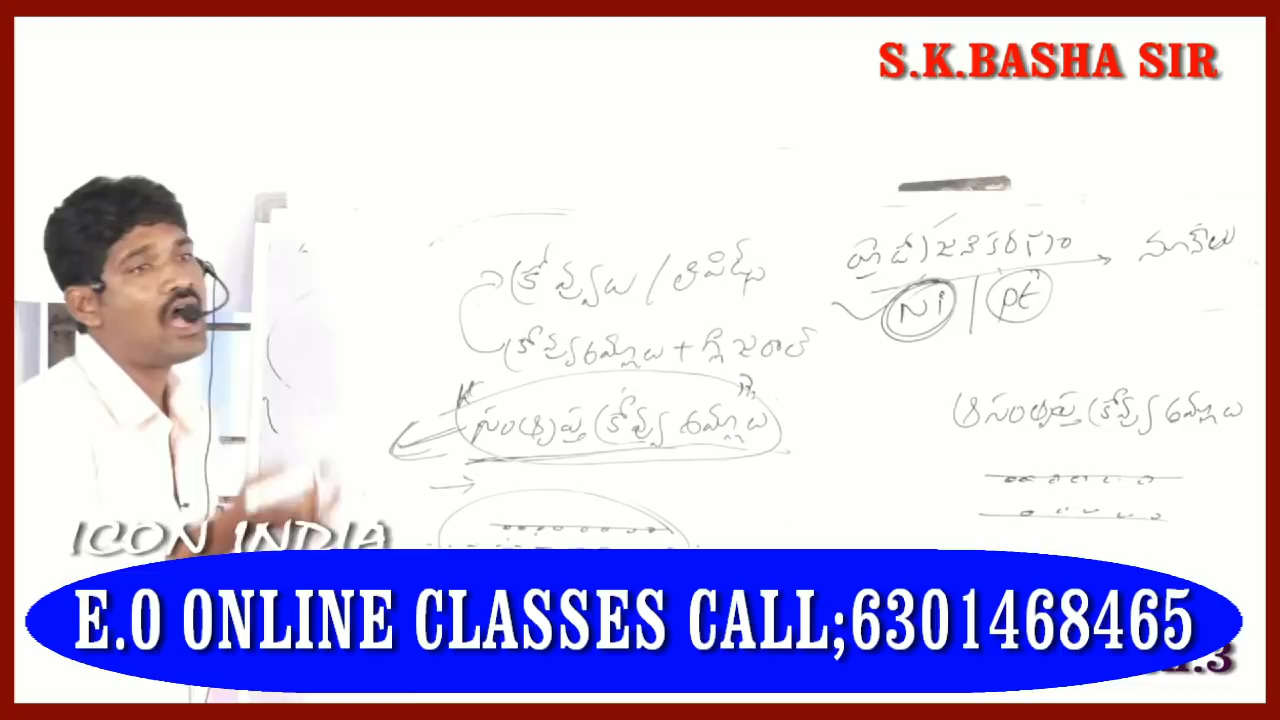 S.K.BASHA SIR
క్రొవ్వులు / లిపిడ్స్
హైడ్రోజనీకరణం
నూనెలు
Ni | Pt
క్రొవ్వు ఆమ్లాలు + గ్లిజరాల్
సంతృప్త క్రొవ్వు ఆమ్లాలు
అసంతృప్త క్రొవ్వు ఆమ్లాలు
ICON INDIA
E.O ONLINE CLASSES CALL;6301468465